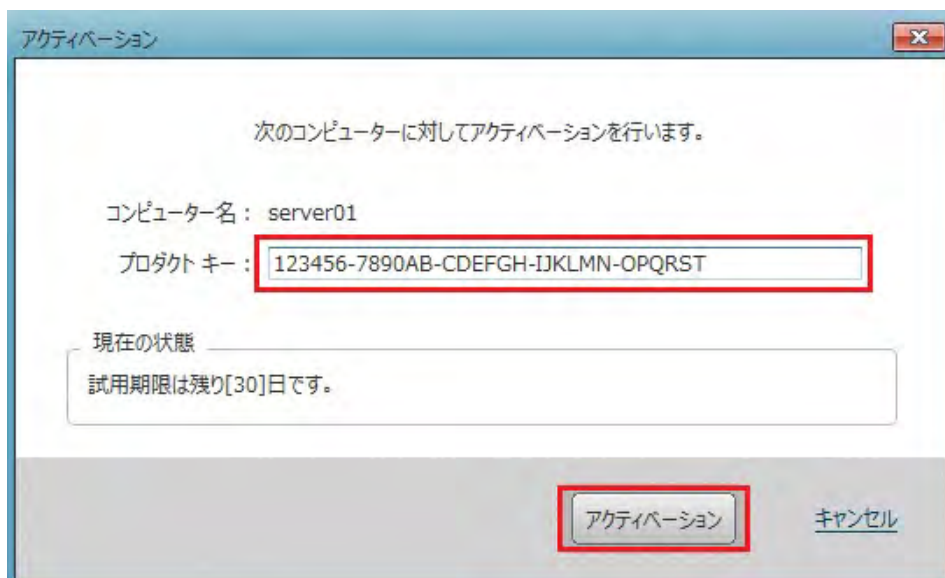 アクティベーション
次のコンピューターに対してアクティベーションを行います。
コンピューター名： server01
プロダクト キー： 123456-7890AB-CDEFGH-IJKLMN-OPQRST
現在の状態
試用期限は残り[30]日です。
アクティベーション キャンセル